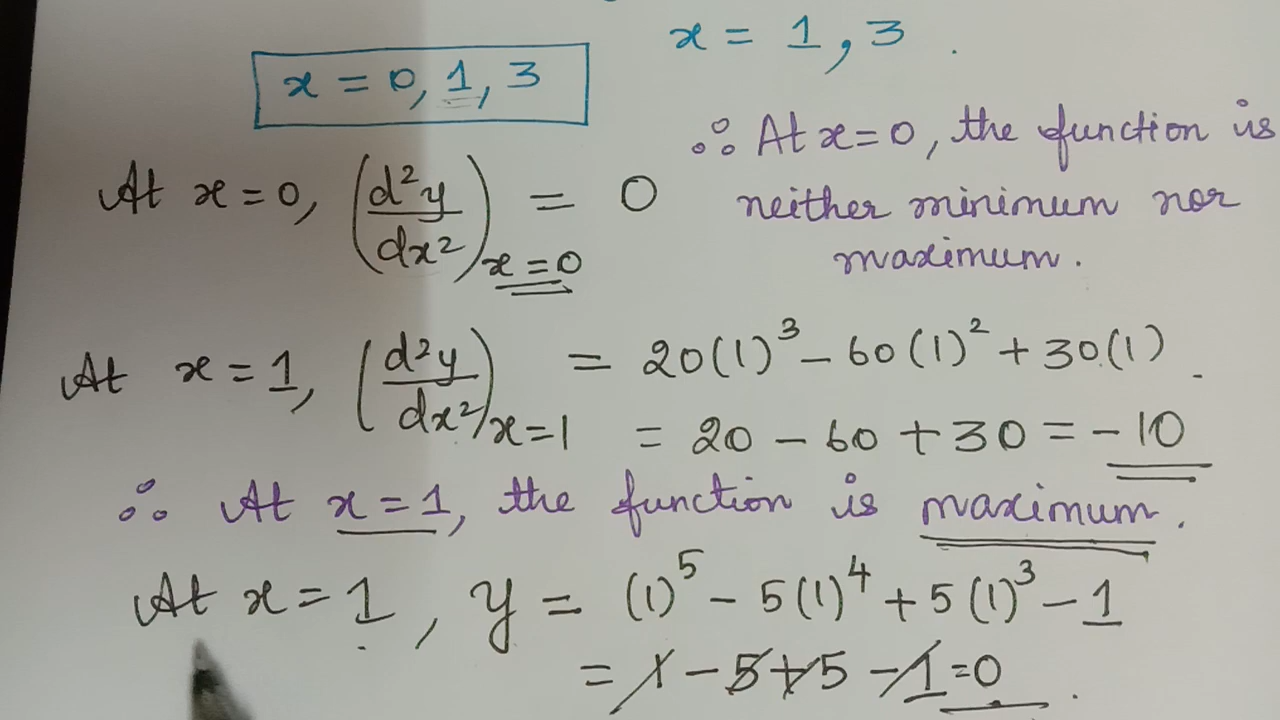 x = 1, 3 .
x = 0, 1, 3
∴ At x=0, the function is
neither minimum nor
maximum.
At x=0, (d²y/dx²)x=0 = 0
At x=1, (d²y/dx²)x=1 = 20(1)³ - 60(1)² + 30(1).
= 20 - 60 + 30 = -10
∴ At x=1, the function is maximum.
At x=1, y = (1)⁵ - 5(1)⁴ + 5(1)³ - 1
= 1 - 5 + 5 - 1 = 0.